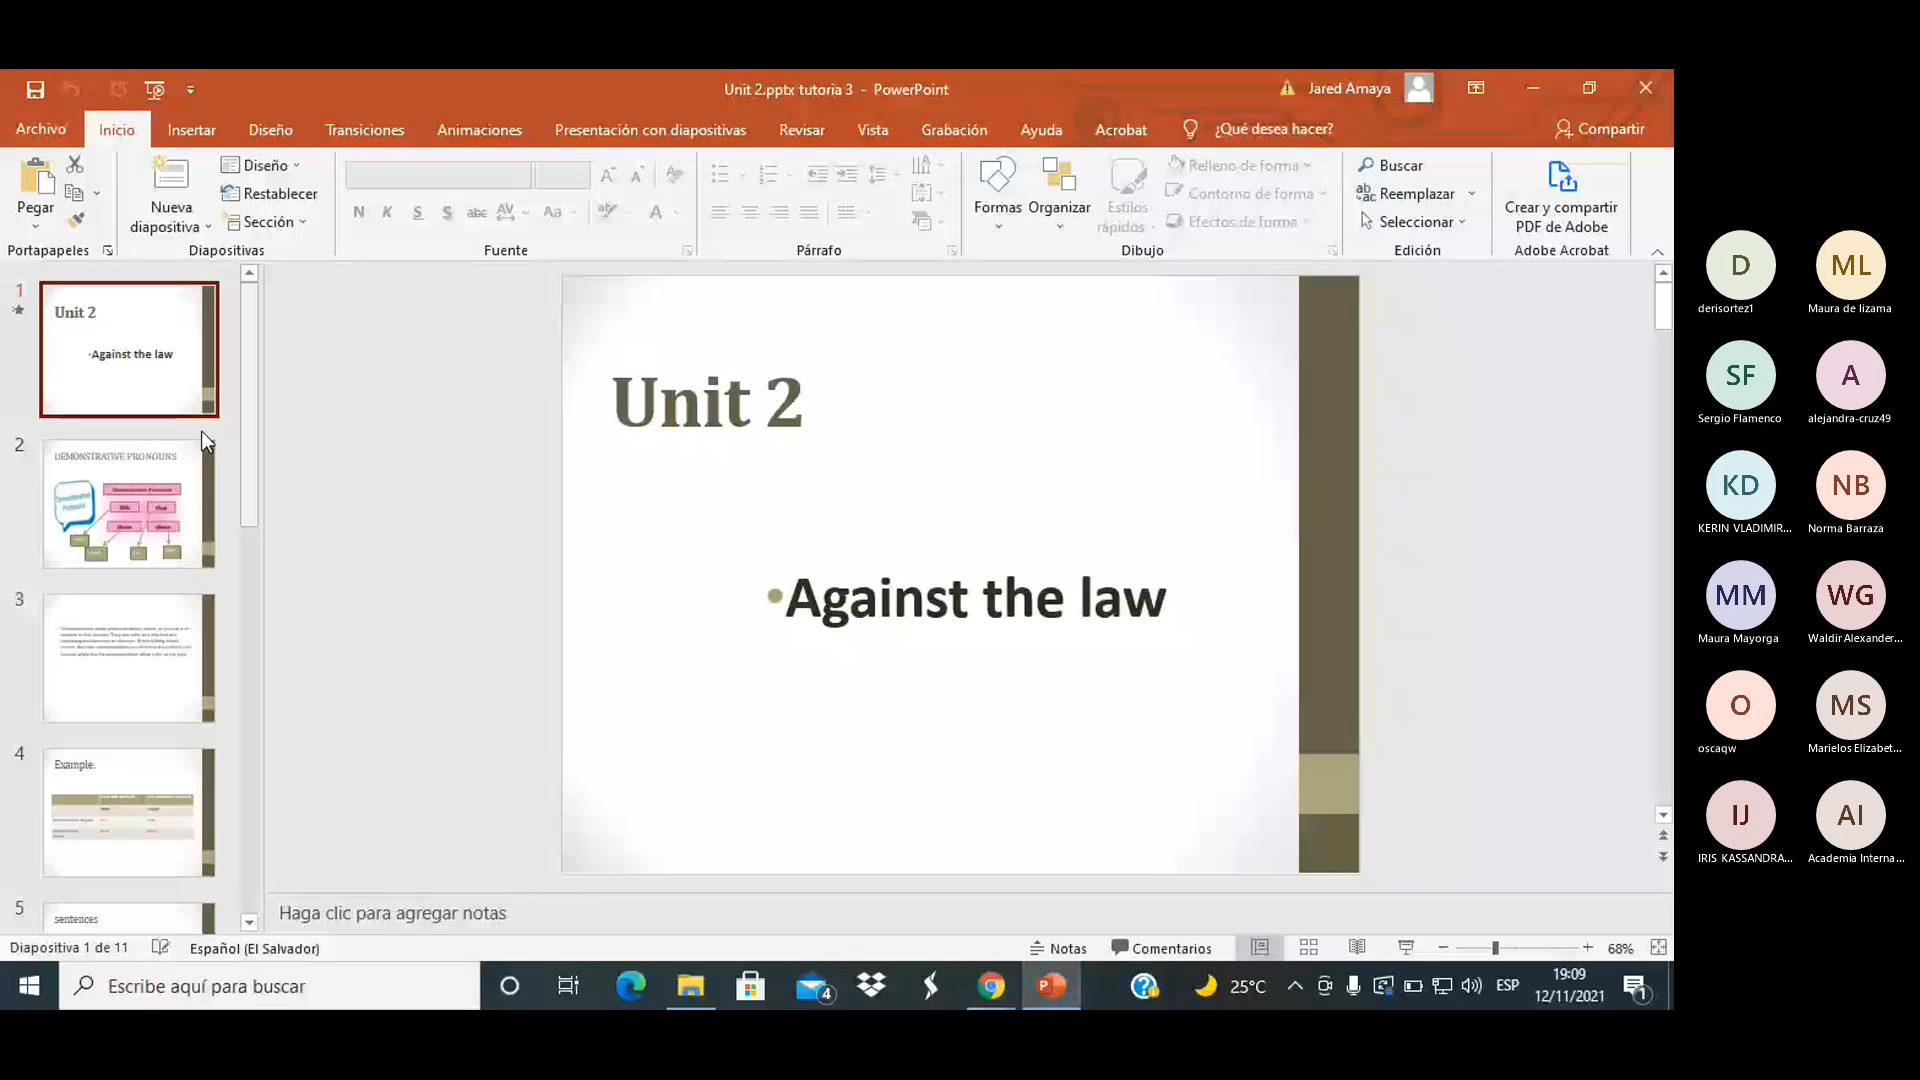 Unit 2.pptx tutoria 3 - PowerPoint
Jared Amaya
Archivo Inicio Insertar Diseño Transiciones Animaciones Presentación con diapositivas Revisar Vista Grabación Ayuda Acrobat ¿Qué desea hacer? Compartir
Pegar
Nueva diapositiva
Diseño
Restablecer
Sección
N K S S abc AV Aa A
Formas Organizar Estilos rápidos
Relleno de forma
Contorno de forma
Efectos de forma
Buscar
Reemplazar
Seleccionar
Crear y compartir
PDF de Adobe
Portapapeles Diapositivas Fuente Párrafo Dibujo Edición Adobe Acrobat
1
Unit 2
Against the law
2
DEMONSTRATIVE PRONOUNS
3
4
Example:
5
sentences
Unit 2
•Against the law
Haga clic para agregar notas
Diapositiva 1 de 11 Español (El Salvador) Notas Comentarios 68%
Escribe aquí para buscar
4
25°C
ESP
19:09
12/11/2021
1
D
derisortez1
ML
Maura de lizama
SF
Sergio Flamenco
A
alejandra-cruz49
KD
KERIN VLADIMIR...
NB
Norma Barraza
MM
Maura Mayorga
WG
Waldir Alexander...
O
oscaqw
MS
Marielos Elizabet...
IJ
IRIS KASSANDRA...
AI
Academia Interna...